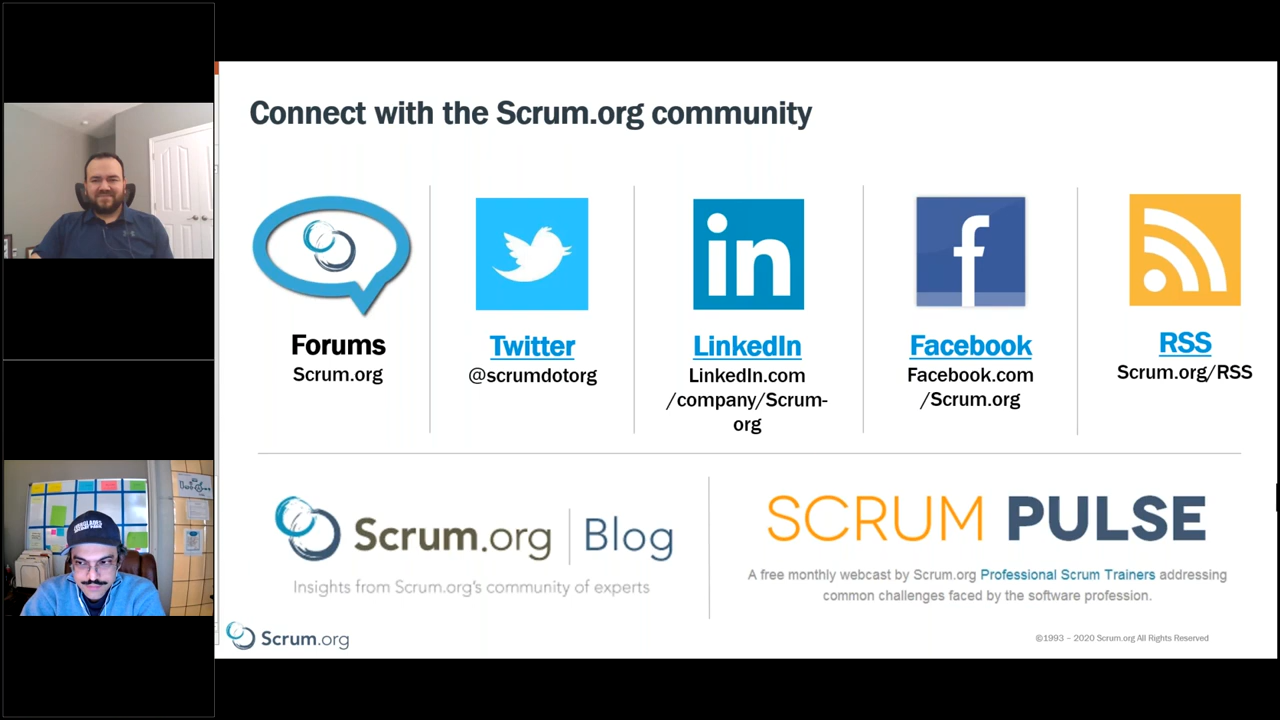 Connect with the Scrum.org community
Forums
Scrum.org
Twitter
@scrumdotorg
LinkedIn
LinkedIn.com
/company/Scrum-
org
Facebook
Facebook.com
/Scrum.org
RSS
Scrum.org/RSS
Scrum.org | Blog
Insights from Scrum.org's community of experts
SCRUM PULSE
A free monthly webcast by Scrum.org Professional Scrum Trainers addressing
common challenges faced by the software profession.
Scrum.org
©1993 – 2020 Scrum.org All Rights Reserved